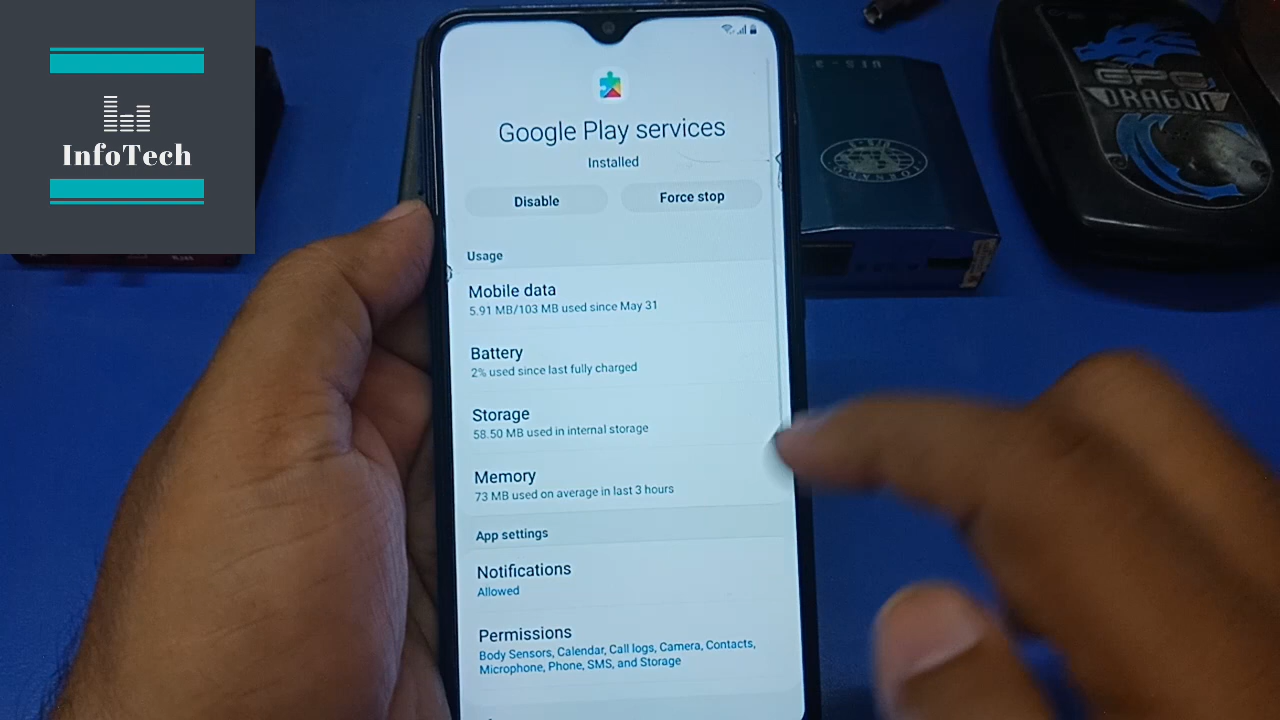 InfoTech
Google Play services
Installed
Disable
Force stop
Usage
Mobile data
5.91 MB/103 MB used since May 31
Battery
2% used since last fully charged
Storage
58.50 MB used in internal storage
Memory
73 MB used on average in last 3 hours
App settings
Notifications
Allowed
Permissions
Body Sensors, Calendar, Call logs, Camera, Contacts,
Microphone, Phone, SMS, and Storage
GPG
DRAGON